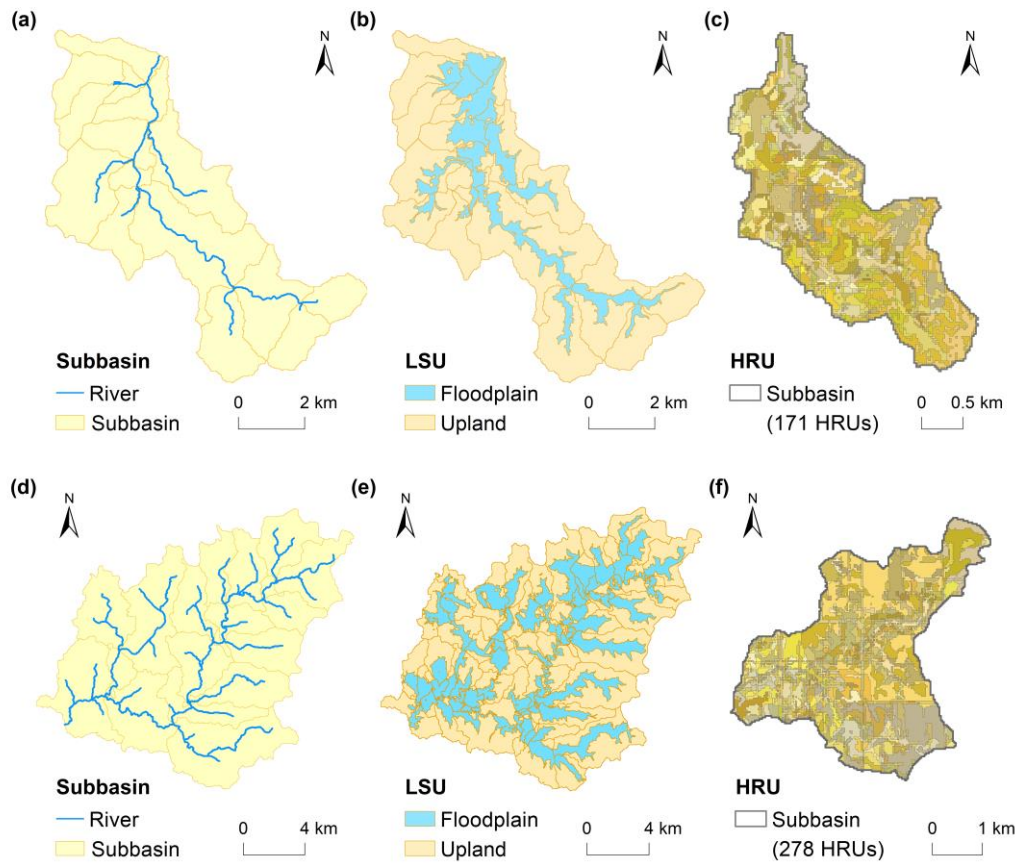 (a)
N
Subbasin
River
Subbasin
0 2 km
(b)
N
LSU
Floodplain
Upland
0 2 km
(c)
N
HRU
Subbasin
(171 HRUs)
0 0.5 km
(d)
N
Subbasin
River
Subbasin
0 4 km
(e)
N
LSU
Floodplain
Upland
0 4 km
(f)
N
HRU
Subbasin
(278 HRUs)
0 1 km